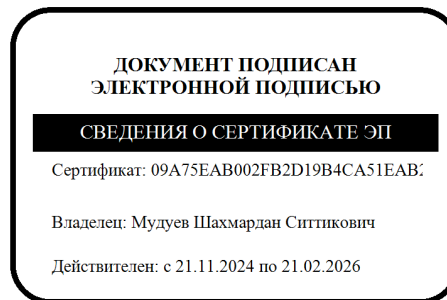 ДОКУМЕНТ ПОДПИСАН
ЭЛЕКТРОННОЙ ПОДПИСЬЮ
СВЕДЕНИЯ О СЕРТИФИКАТЕ ЭП
Сертификат: 09A75EAB002FB2D19B4CA51EAB2
Владелец: Мудуев Шахмардан Ситтикович
Действителен: с 21.11.2024 по 21.02.2026